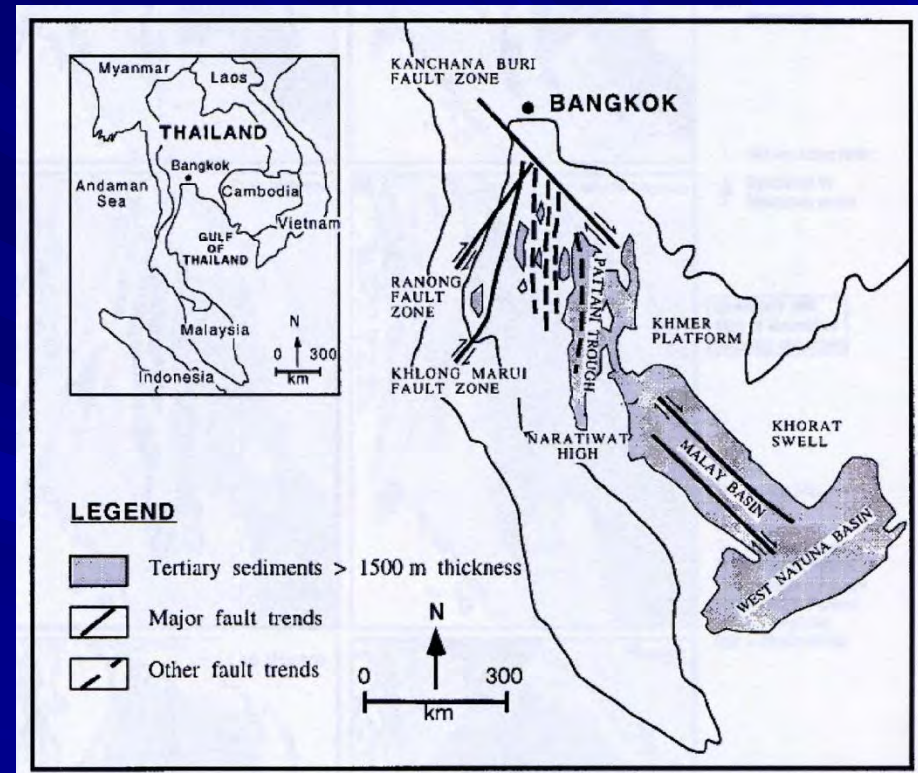 Myanmar
Laos
THAILAND
Bangkok
Andaman
Sea
Cambodia
Vietnam
GULF
OF
THAILAND
Malaysia
Indonesia
N
0 300
km
KANCHANA BURI
FAULT ZONE
BANGKOK
RANONG
FAULT
ZONE
KHLONG MARUI
FAULT ZONE
PATTANI TROUGH
KHMER
PLATFORM
NARATIWAT
HIGH
KHORAT
SWELL
MALAY BASIN
WEST NATUNA BASIN
LEGEND
Tertiary sediments > 1500 m thickness
Major fault trends
Other fault trends
N
0 300
km